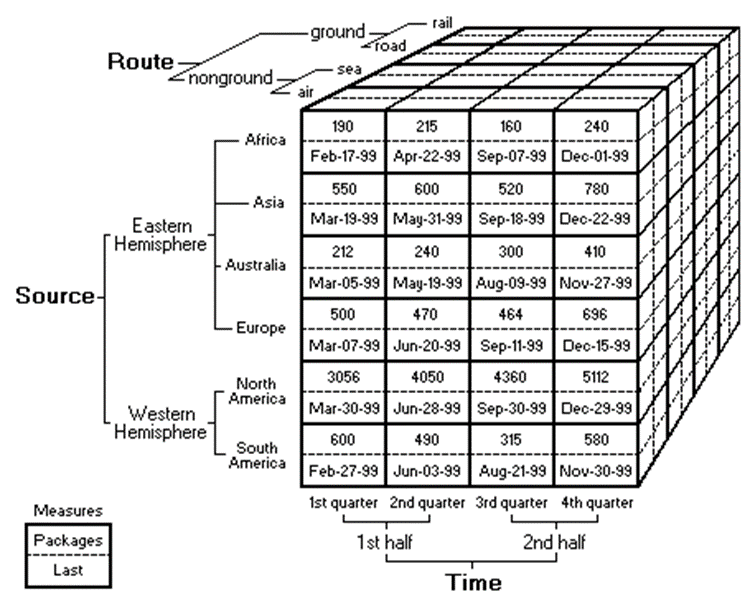 rail
ground
road
Route
sea
nonground
air
190 215 160 240
Africa
Feb-17-99 Apr-22-99 Sep-07-99 Dec-01-99
550 600 520 780
Asia
Mar-19-99 May-31-99 Sep-18-99 Dec-22-99
Eastern
Hemisphere
212 240 300 410
Australia
Mar-05-99 May-19-99 Aug-09-99 Nov-27-99
Source
500 470 464 696
Europe
Mar-07-99 Jun-20-99 Sep-11-99 Dec-15-99
3056 4050 4360 5112
North
America
Mar-30-99 Jun-28-99 Sep-30-99 Dec-29-99
Western
Hemisphere
600 490 315 580
South
America
Feb-27-99 Jun-03-99 Aug-21-99 Nov-30-99
1st quarter 2nd quarter 3rd quarter 4th quarter
Measures
Packages
Last
1st half 2nd half
Time